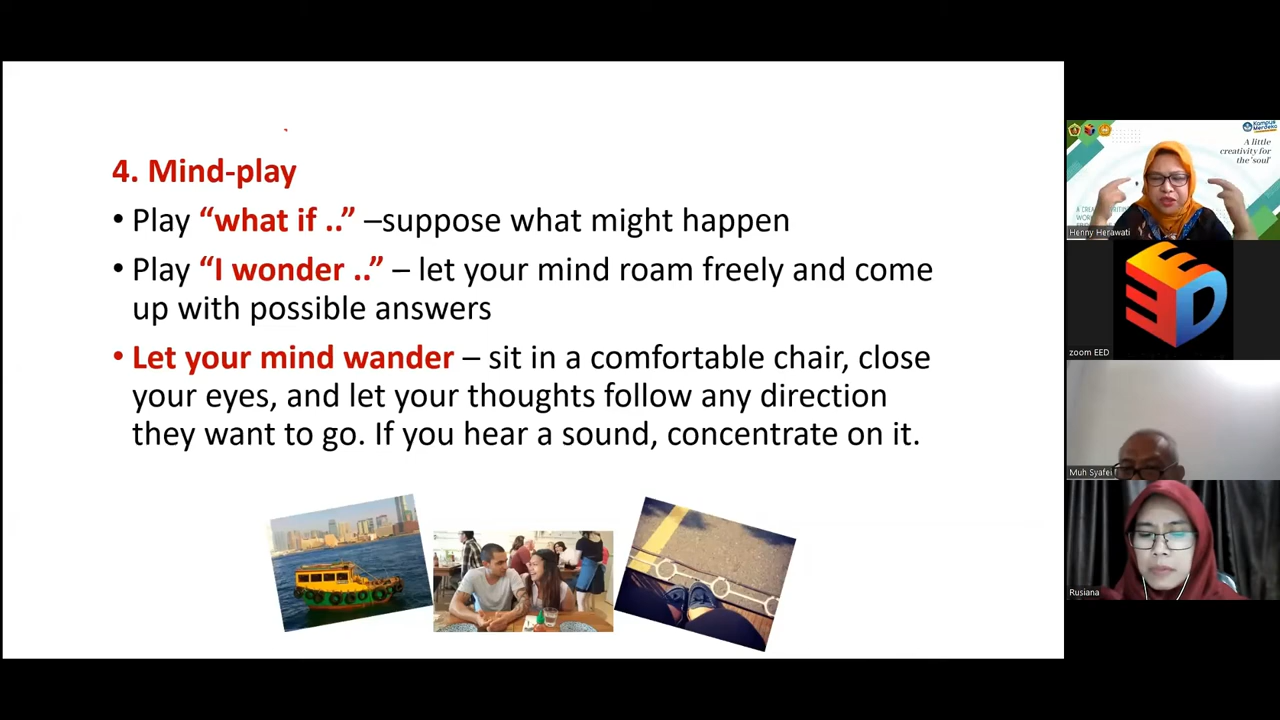 4. Mind-play
• Play “what if ..” –suppose what might happen
• Play “I wonder ..” – let your mind roam freely and come
up with possible answers
• Let your mind wander – sit in a comfortable chair, close
your eyes, and let your thoughts follow any direction
they want to go. If you hear a sound, concentrate on it.
Kampus
Merdeka
A little
creativity for
the 'soul'
Henny Herawati
EED
zoom EED
Muh Syafei
Rusiana